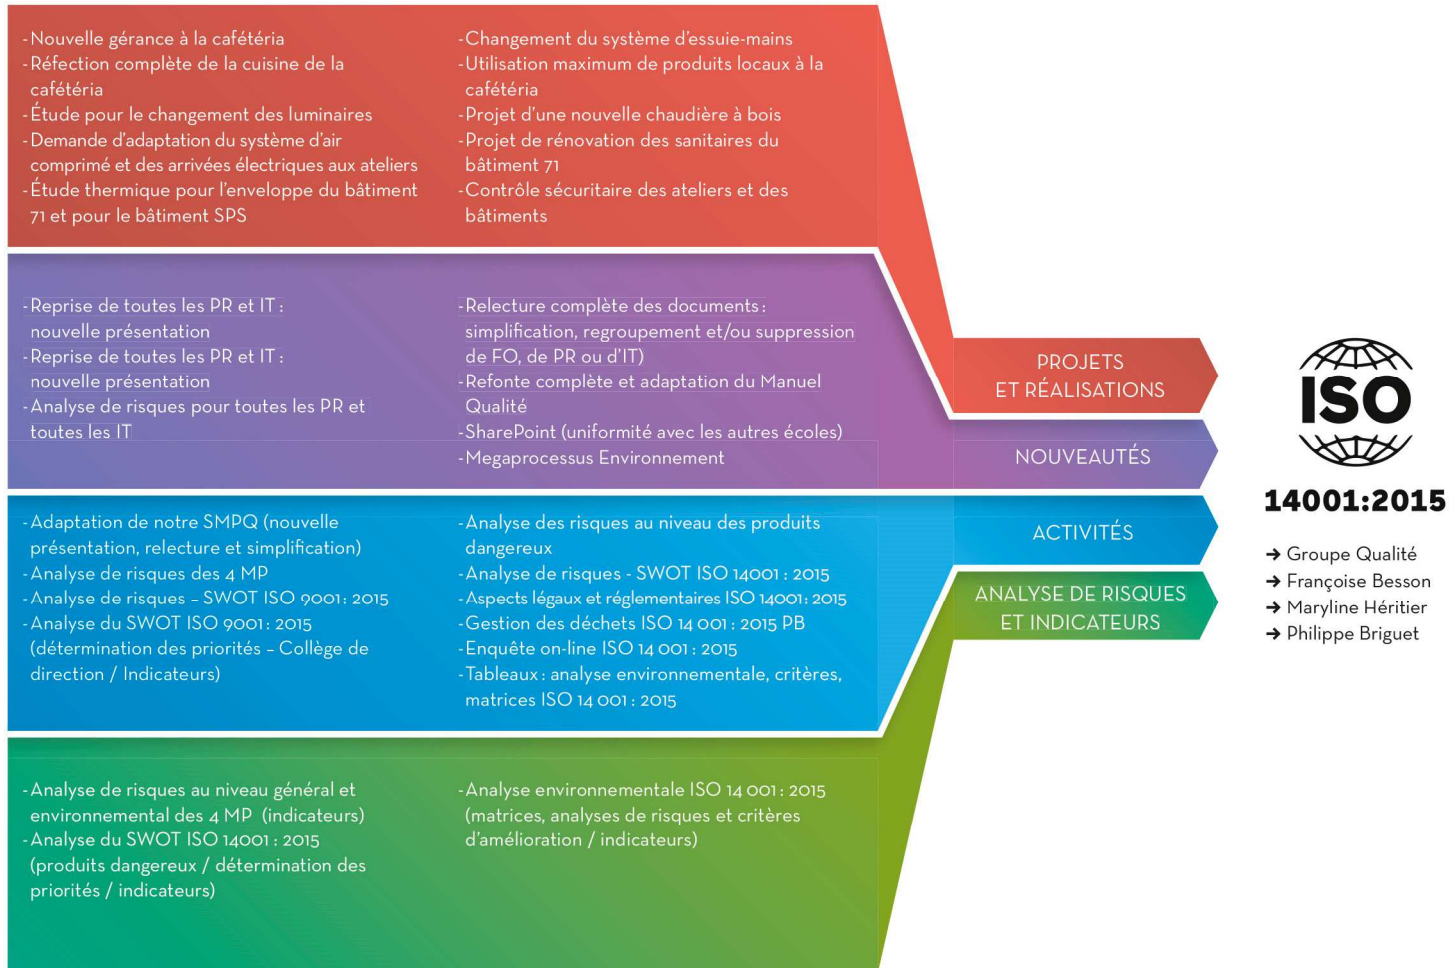 -Nouvelle gérance à la cafétéria
-Réfection complète de la cuisine de la
cafétéria
-Étude pour le changement des luminaires
-Demande d'adaptation du système d'air
comprimé et des arrivées électriques aux ateliers
-Étude thermique pour l'enveloppe du bâtiment
71 et pour le bâtiment SPS
-Changement du système d'essuie-mains
-Utilisation maximum de produits locaux à la
cafétéria
-Projet d'une nouvelle chaudière à bois
-Projet de rénovation des sanitaires du
bâtiment 71
-Contrôle sécuritaire des ateliers et des
bâtiments
-Reprise de toutes les PR et IT :
nouvelle présentation
-Reprise de toutes les PR et IT :
nouvelle présentation
-Analyse de risques pour toutes les PR et
toutes les IT
-Relecture complète des documents :
simplification, regroupement et/ou suppression
de FO, de PR ou d'IT)
-Refonte complète et adaptation du Manuel
Qualité
-SharePoint (uniformité avec les autres écoles)
-Megaprocessus Environnement
-Adaptation de notre SMPQ (nouvelle
présentation, relecture et simplification)
-Analyse de risques des 4 MP
-Analyse de risques – SWOT ISO 9001 : 2015
-Analyse du SWOT ISO 9001 : 2015
(détermination des priorités – Collège de
direction / Indicateurs)
-Analyse des risques au niveau des produits
dangereux
-Analyse de risques - SWOT ISO 14001 : 2015
-Aspects légaux et réglementaires ISO 14001 : 2015
-Gestion des déchets ISO 14 001 : 2015 PB
-Enquête on-line ISO 14 001 : 2015
-Tableaux : analyse environnementale, critères,
matrices ISO 14 001 : 2015
-Analyse de risques au niveau général et
environnemental des 4 MP (indicateurs)
-Analyse du SWOT ISO 14001 : 2015
(produits dangereux / détermination des
priorités / indicateurs)
-Analyse environnementale ISO 14 001 : 2015
(matrices, analyses de risques et critères
d'amélioration / indicateurs)
PROJETS
ET RÉALISATIONS
NOUVEAUTÉS
ACTIVITÉS
ANALYSE DE RISQUES
ET INDICATEURS
ISO
14001:2015
→ Groupe Qualité
→ Françoise Besson
→ Maryline Héritier
→ Philippe Briguet